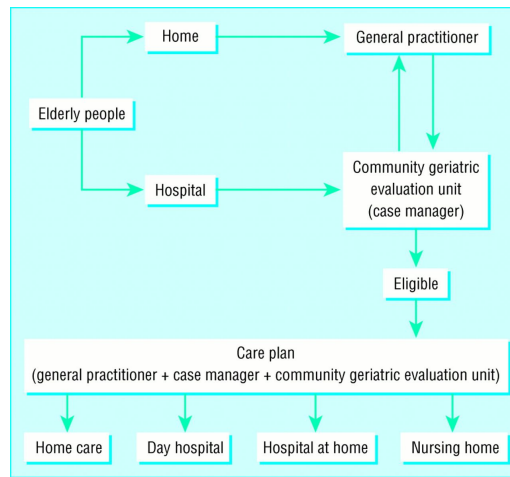 Home
General practitioner
Elderly people
Hospital
Community geriatric
evaluation unit
(case manager)
Eligible
Care plan
(general practitioner + case manager + community geriatric evaluation unit)
Home care
Day hospital
Hospital at home
Nursing home